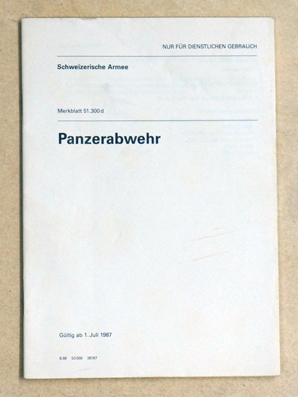 NUR FÜR DIENSTLICHEN GEBRAUCH
Schweizerische Armee
Merkblatt 51.300 d
Panzerabwehr
Gültig ab 1. Juli 1987